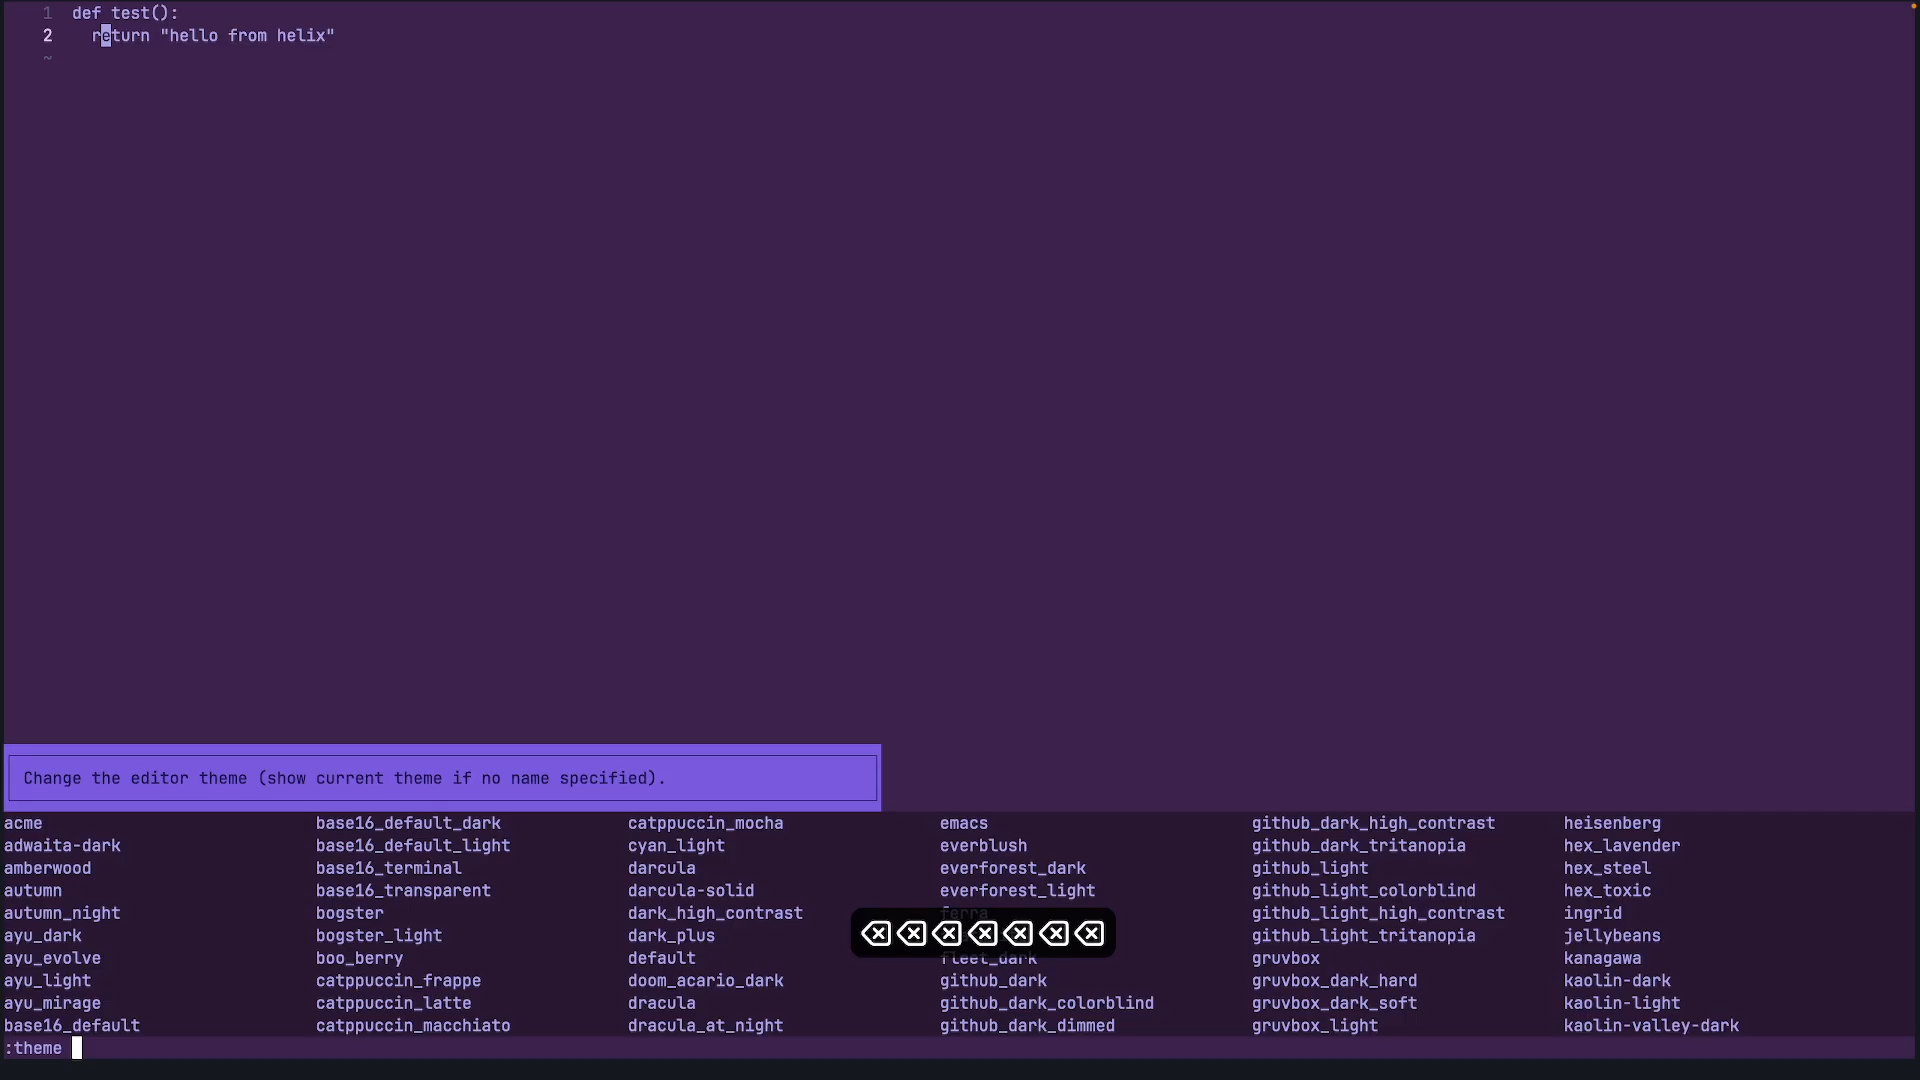 1 def test():
2 return "hello from helix"
~
Change the editor theme (show current theme if no name specified).
acme base16_default_dark catppuccin_mocha emacs github_dark_high_contrast heisenberg
adwaita-dark base16_default_light cyan_light everblush github_dark_tritanopia hex_lavender
amberwood base16_terminal darcula everforest_dark github_light hex_steel
autumn base16_transparent darcula-solid everforest_light github_light_colorblind hex_toxic
autumn_night bogster dark_high_contrast ferra github_light_high_contrast ingrid
ayu_dark bogster_light dark_plus github_light_tritanopia jellybeans
ayu_evolve boo_berry default fleet_dark gruvbox kanagawa
ayu_light catppuccin_frappe doom_acario_dark github_dark gruvbox_dark_hard kaolin-dark
ayu_mirage catppuccin_latte dracula github_dark_colorblind gruvbox_dark_soft kaolin-light
base16_default catppuccin_macchiato dracula_at_night github_dark_dimmed gruvbox_light kaolin-valley-dark
:theme